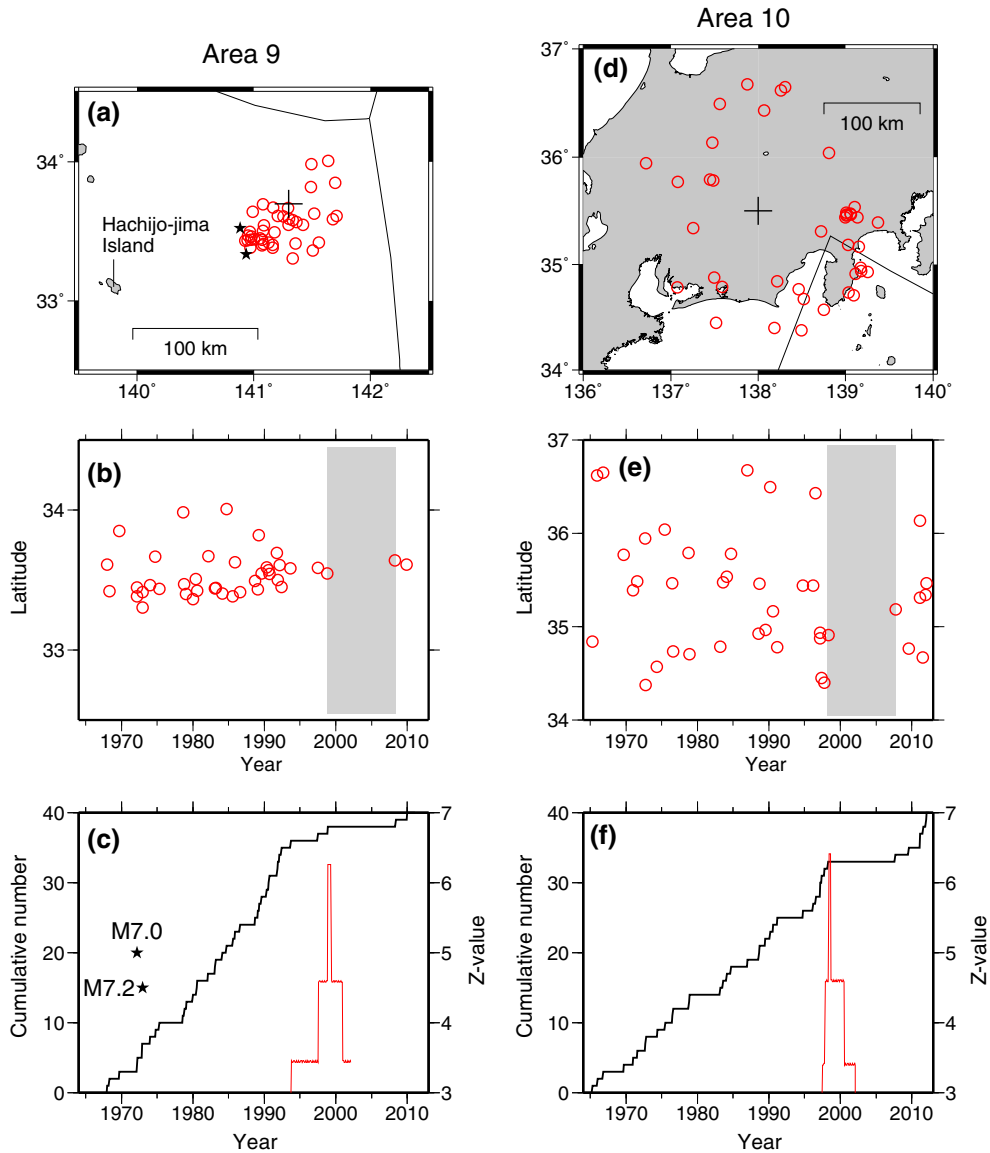 Area 9
(a)
34°
33°
Hachijo-jima
Island
100 km
140°
141°
142°
Area 10
(d)
37°
36°
35°
34°
100 km
136°
137°
138°
139°
140°
(b)
34
33
Latitude
1970
1980
1990
2000
2010
Year
(e)
37
36
35
34
Latitude
1970
1980
1990
2000
2010
Year
(c)
40
30
20
10
0
Cumulative number
M7.0
M7.2
7
6
5
4
3
Z-value
1970
1980
1990
2000
2010
Year
(f)
40
30
20
10
0
Cumulative number
7
6
5
4
3
Z-value
1970
1980
1990
2000
2010
Year